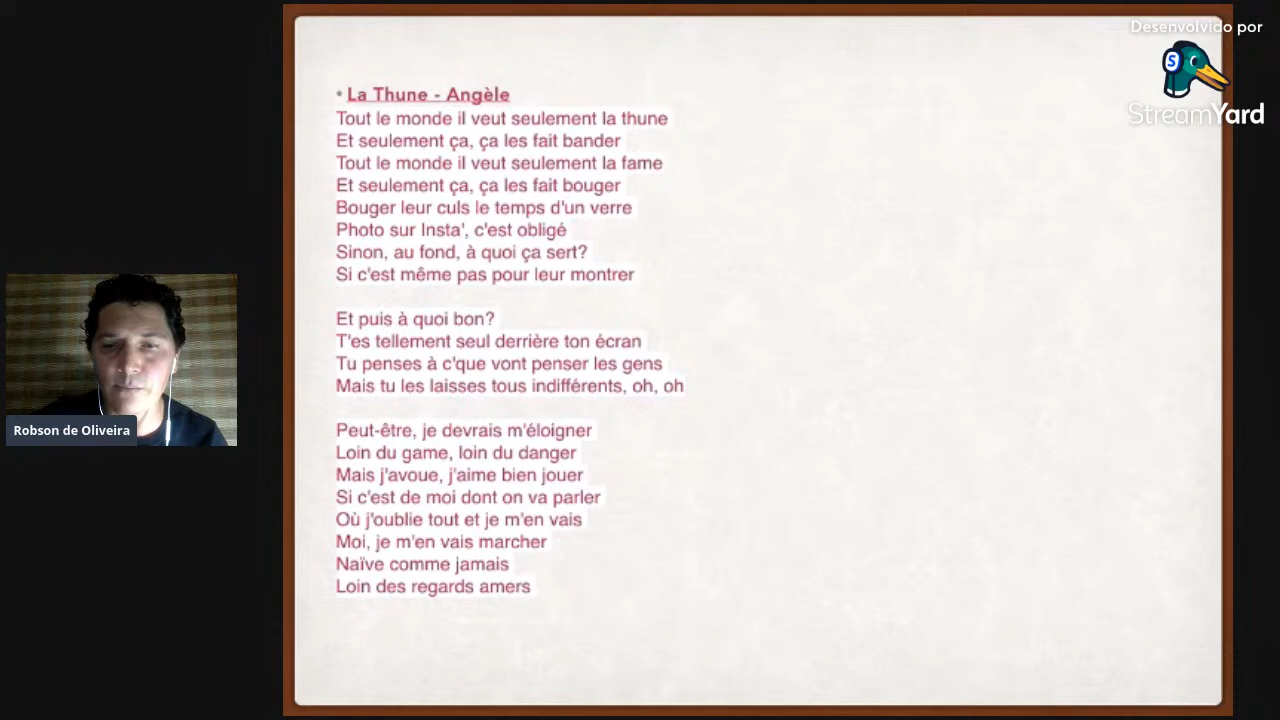 Desenvolvido por
S
StreamYard
• La Thune - Angèle
Tout le monde il veut seulement la thune
Et seulement ça, ça les fait bander
Tout le monde il veut seulement la fame
Et seulement ça, ça les fait bouger
Bouger leur culs le temps d'un verre
Photo sur Insta', c'est obligé
Sinon, au fond, à quoi ça sert?
Si c'est même pas pour leur montrer
Et puis à quoi bon?
T'es tellement seul derrière ton écran
Tu penses à c'que vont penser les gens
Mais tu les laisses tous indifférents, oh, oh
Peut-être, je devrais m'éloigner
Loin du game, loin du danger
Mais j'avoue, j'aime bien jouer
Si c'est de moi dont on va parler
Où j'oublie tout et je m'en vais
Moi, je m'en vais marcher
Naïve comme jamais
Loin des regards amers
Robson de Oliveira